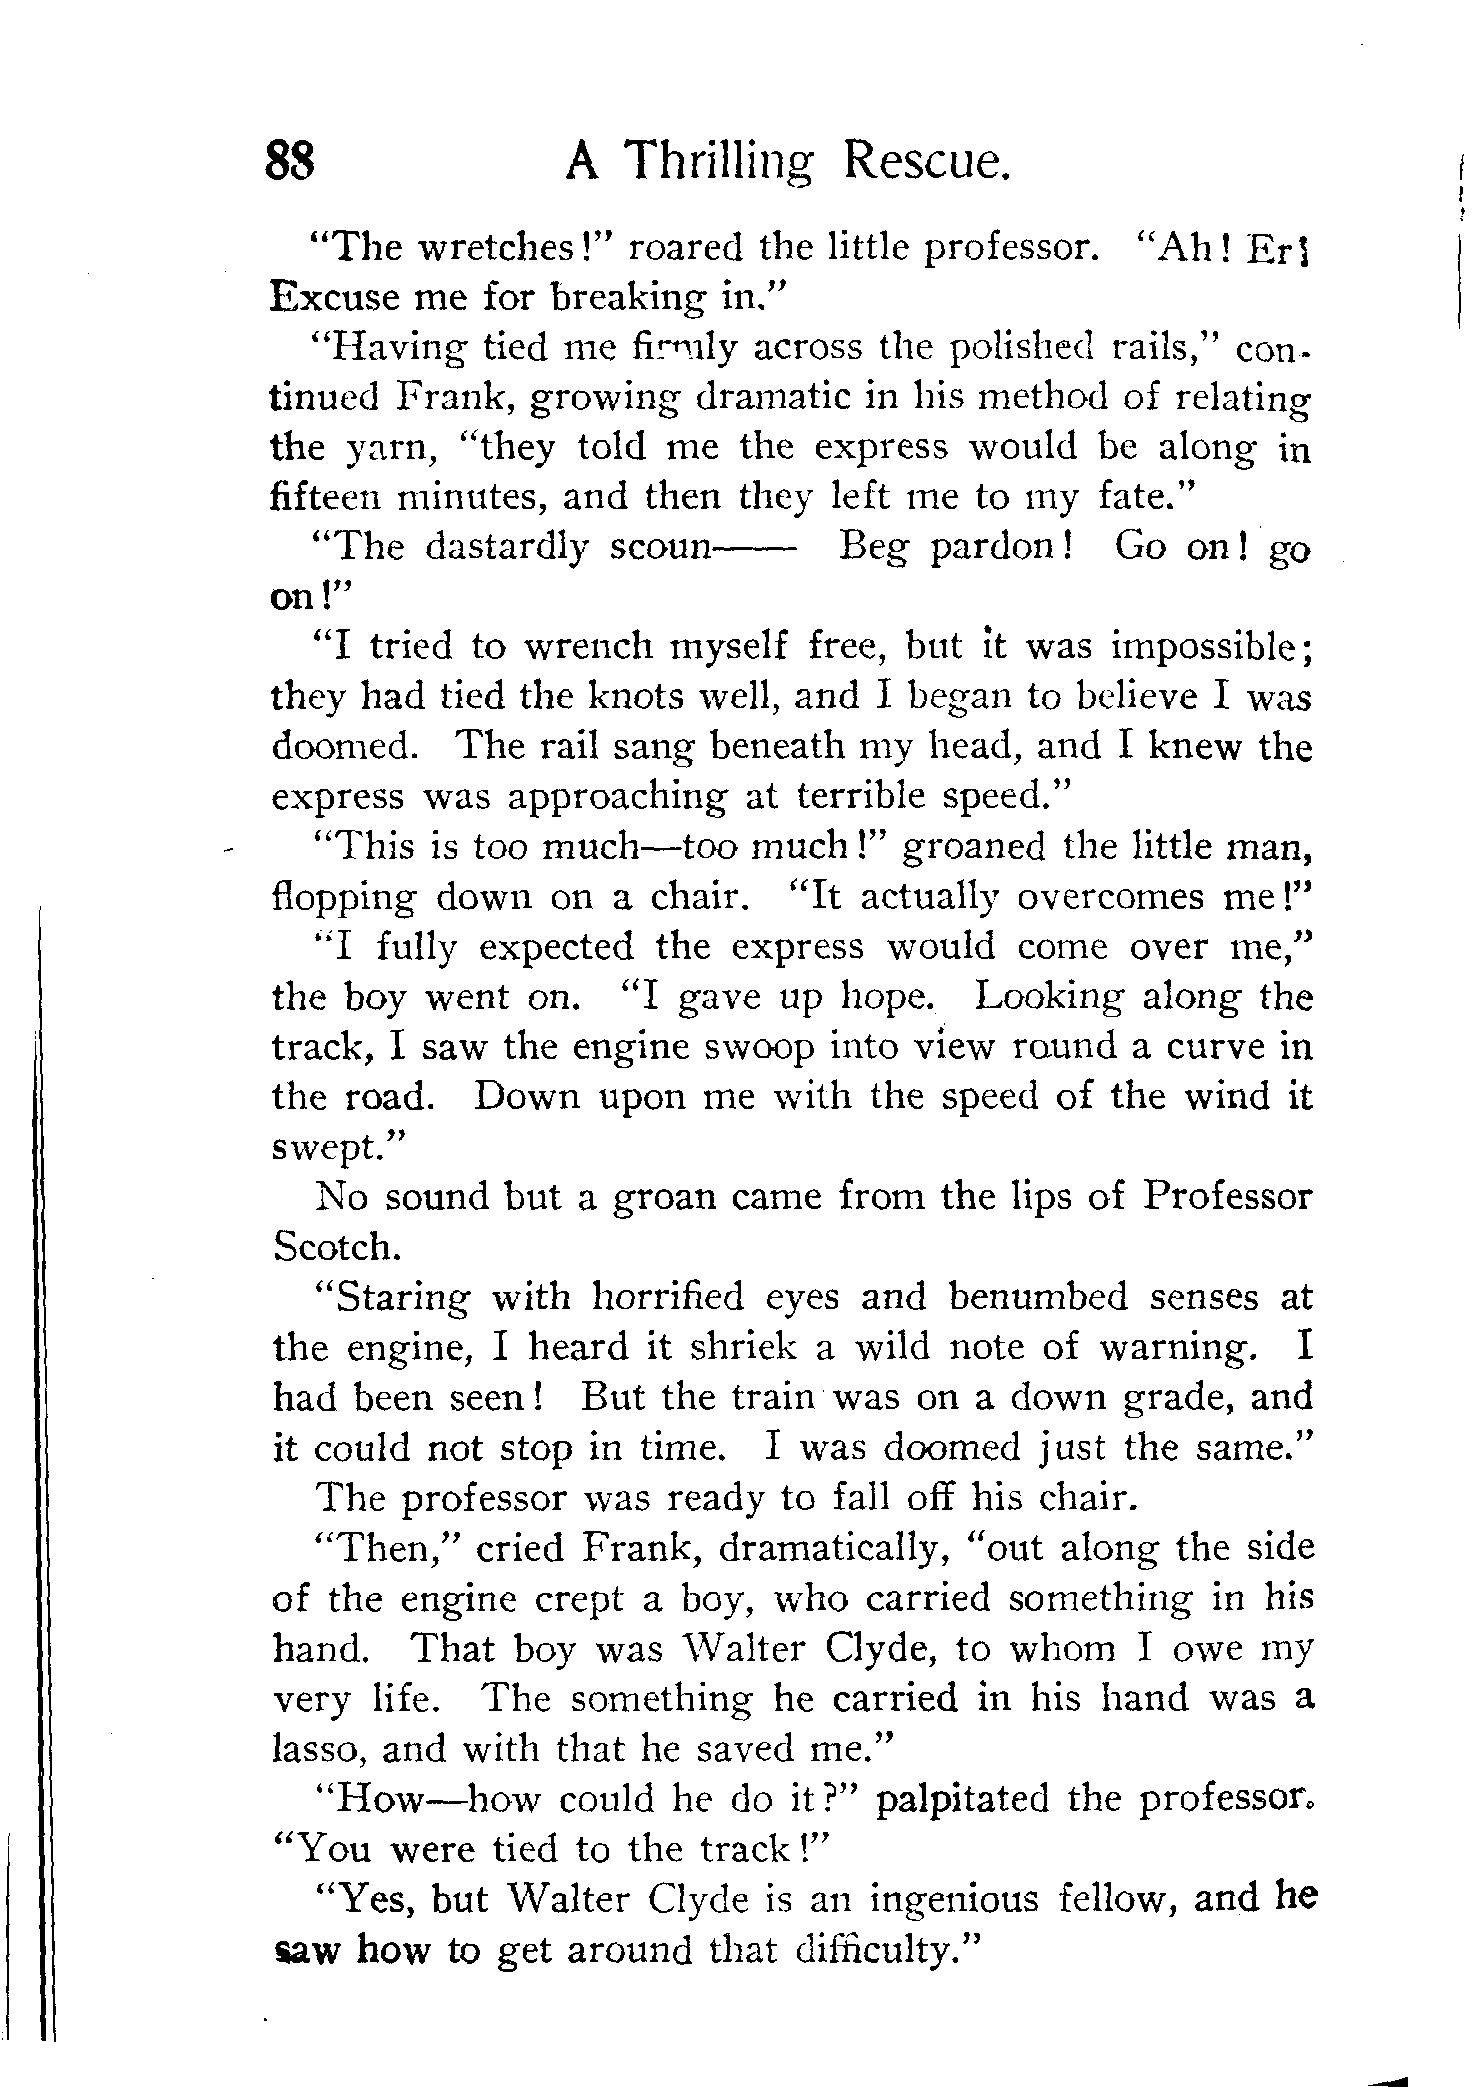 88 A Thrilling Rescue.
“The wretches!” roared the little professor. “Ah! Er!
Excuse me for breaking in.”
“Having tied me firmly across the polished rails,” con-
tinued Frank, growing dramatic in his method of relating
the yarn, “they told me the express would be along in
fifteen minutes, and then they left me to my fate.”
“The dastardly scoun—— Beg pardon! Go on! go
on!”
“I tried to wrench myself free, but it was impossible;
they had tied the knots well, and I began to believe I was
doomed. The rail sang beneath my head, and I knew the
express was approaching at terrible speed.”
“This is too much—too much!” groaned the little man,
flopping down on a chair. “It actually overcomes me!”
“I fully expected the express would come over me,”
the boy went on. “I gave up hope. Looking along the
track, I saw the engine swoop into view round a curve in
the road. Down upon me with the speed of the wind it
swept.”
No sound but a groan came from the lips of Professor
Scotch.
“Staring with horrified eyes and benumbed senses at
the engine, I heard it shriek a wild note of warning. I
had been seen! But the train was on a down grade, and
it could not stop in time. I was doomed just the same.”
The professor was ready to fall off his chair.
“Then,” cried Frank, dramatically, “out along the side
of the engine crept a boy, who carried something in his
hand. That boy was Walter Clyde, to whom I owe my
very life. The something he carried in his hand was a
lasso, and with that he saved me.”
“How—how could he do it?” palpitated the professor.
“You were tied to the track!”
“Yes, but Walter Clyde is an ingenious fellow, and he
saw how to get around that difficulty.”